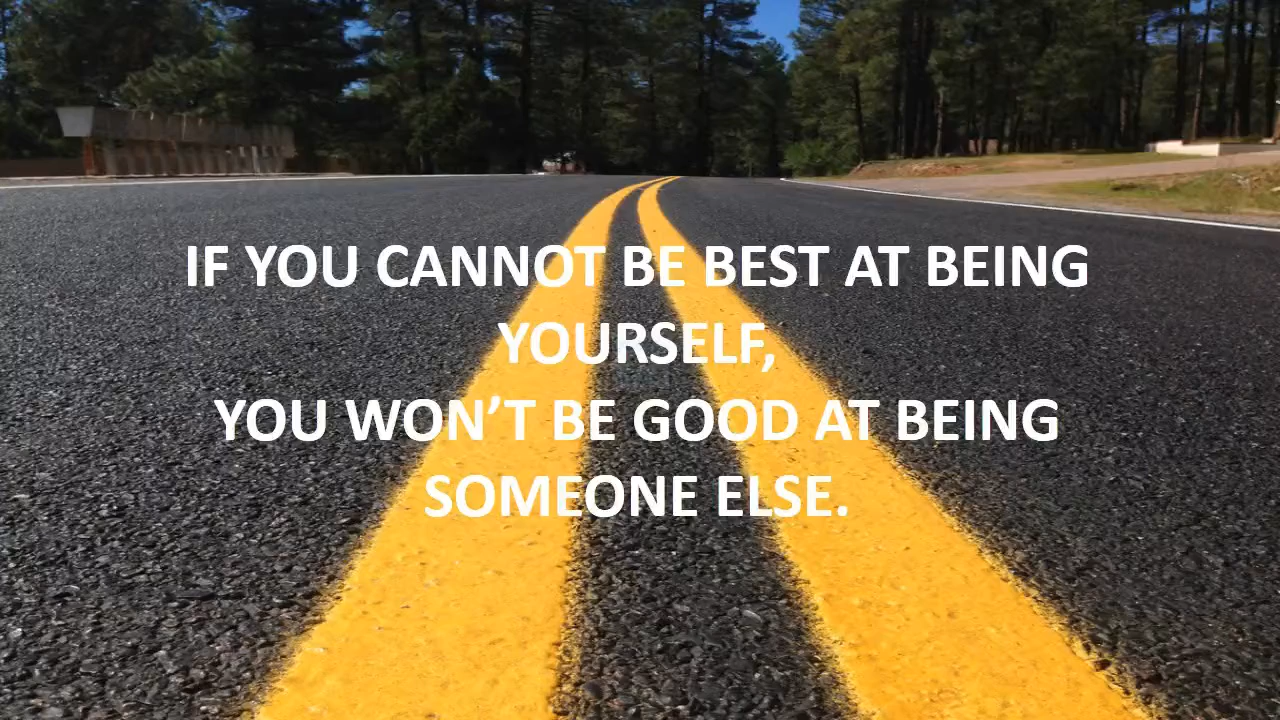 IF YOU CANNOT BE BEST AT BEING
YOURSELF,
YOU WON’T BE GOOD AT BEING
SOMEONE ELSE.